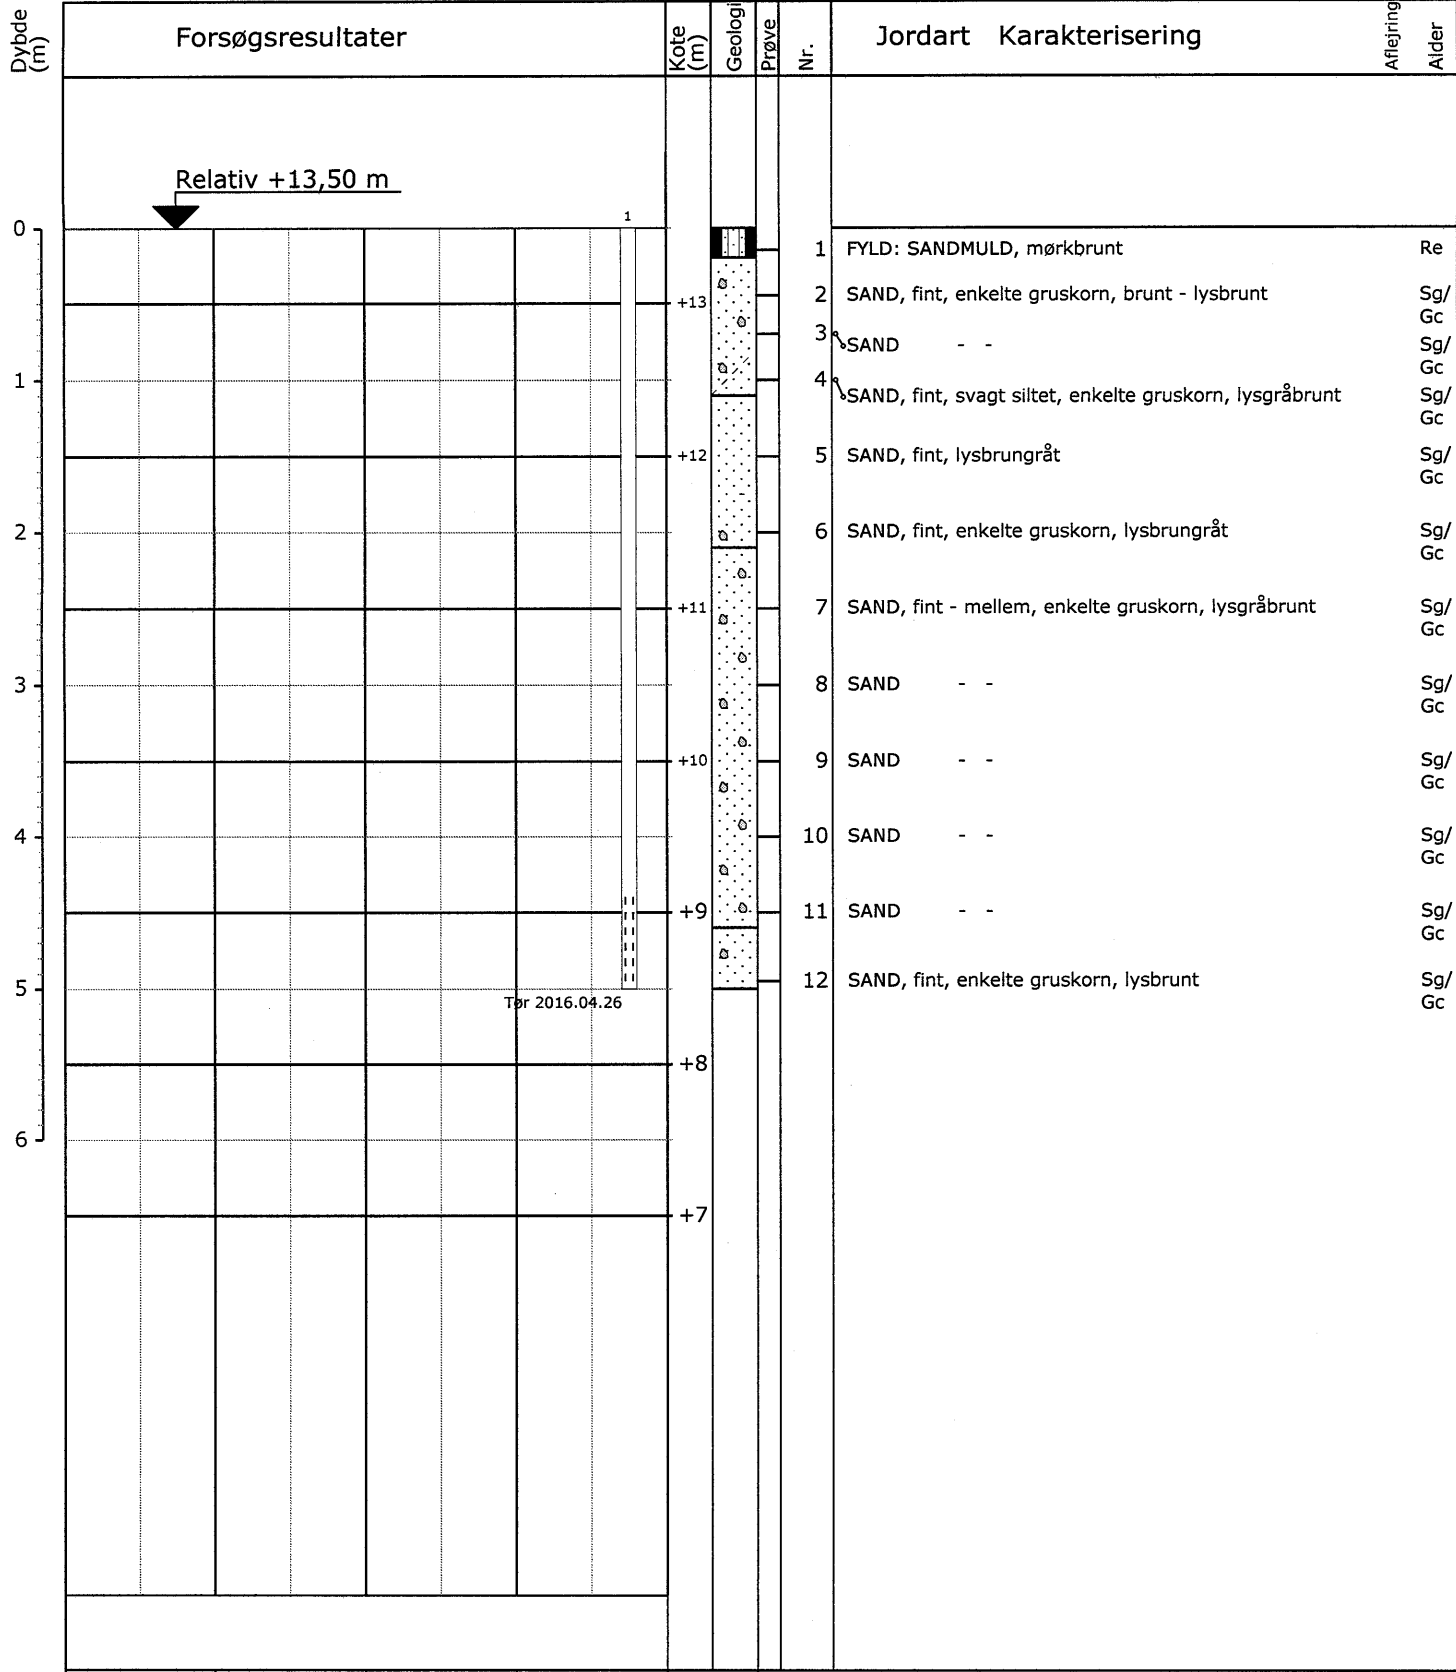 Dybde (m)
Forsøgsresultater
Kote (m)
Geologi
Prøve
Nr.
Jordart Karakterisering
Aflejring
Alder
Relativ +13,50 m
1
0
1 FYLD: SANDMULD, mørkbrunt Re
+13
2 SAND, fint, enkelte gruskorn, brunt - lysbrunt Sg/
Gc
3 SAND - - Sg/
Gc
1
4 SAND, fint, svagt siltet, enkelte gruskorn, lysgråbrunt Sg/
Gc
+12
5 SAND, fint, lysbrungråt Sg/
Gc
2
6 SAND, fint, enkelte gruskorn, lysbrungråt Sg/
Gc
+11
7 SAND, fint - mellem, enkelte gruskorn, lysgråbrunt Sg/
Gc
3
8 SAND - - Sg/
Gc
+10
9 SAND - - Sg/
Gc
4
10 SAND - - Sg/
Gc
+9
11 SAND - - Sg/
Gc
5
12 SAND, fint, enkelte gruskorn, lysbrunt Sg/
Gc
Tør 2016.04.26
+8
6
+7